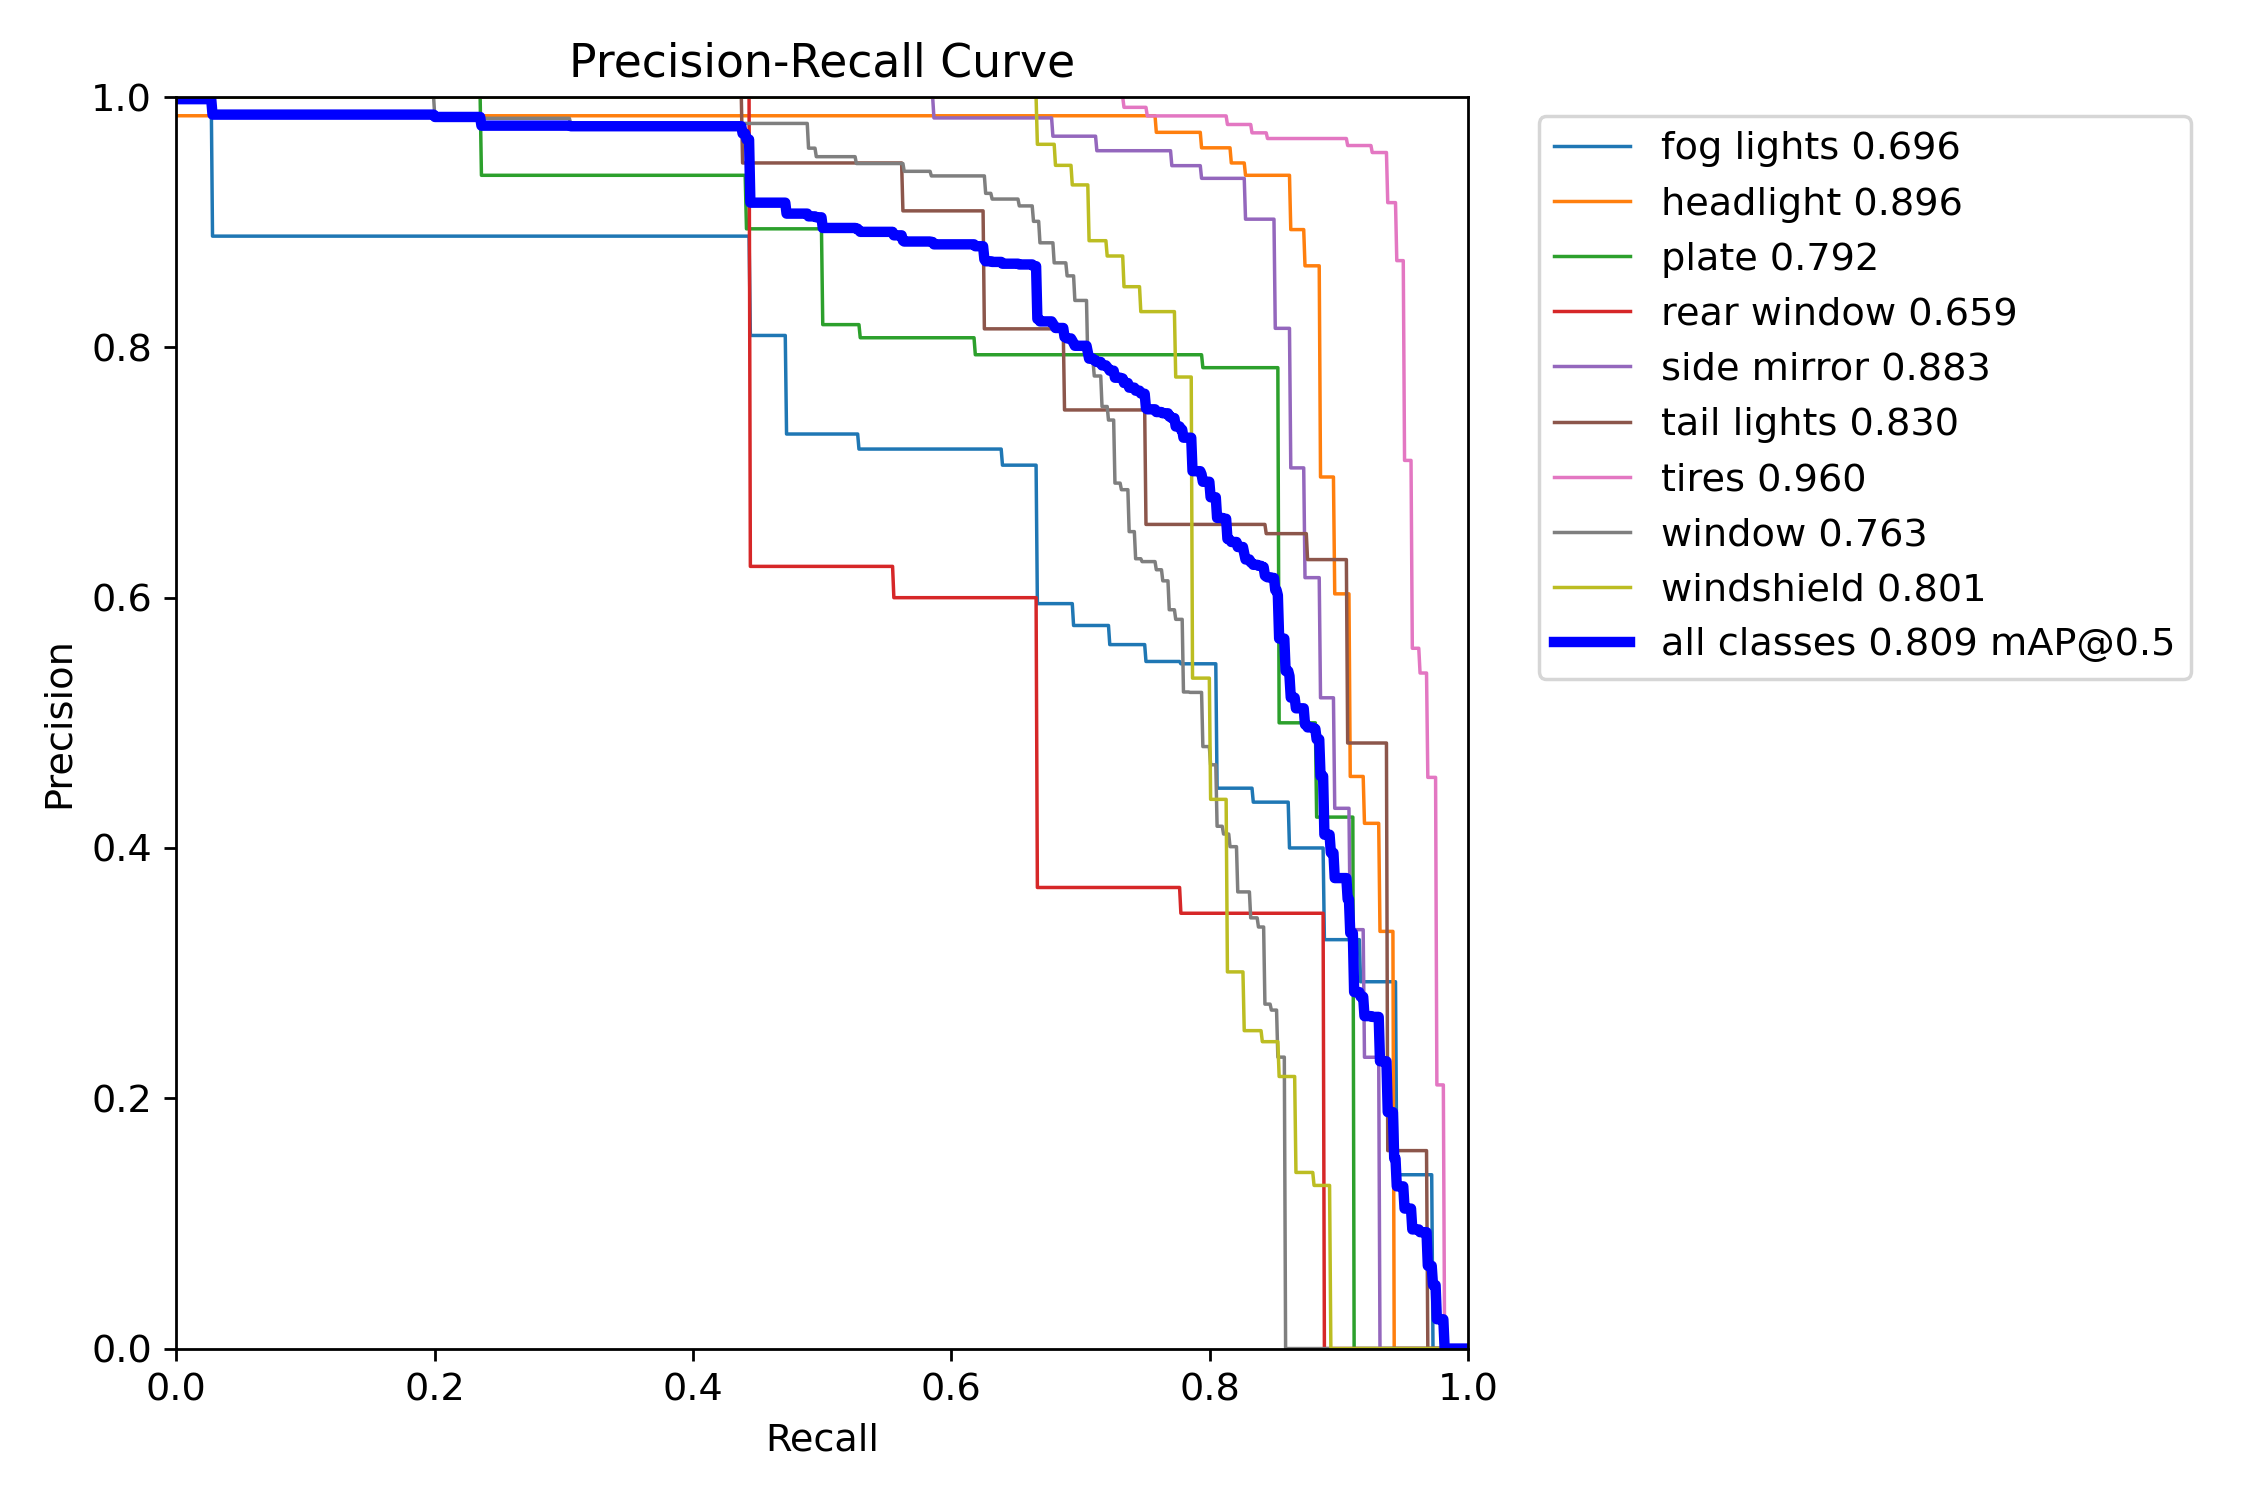 Precision-Recall Curve
1.0
0.8
0.6
0.4
0.2
0.0
Precision
0.0 0.2 0.4 0.6 0.8 1.0
Recall
fog lights 0.696
headlight 0.896
plate 0.792
rear window 0.659
side mirror 0.883
tail lights 0.830
tires 0.960
window 0.763
windshield 0.801
all classes 0.809 mAP@0.5